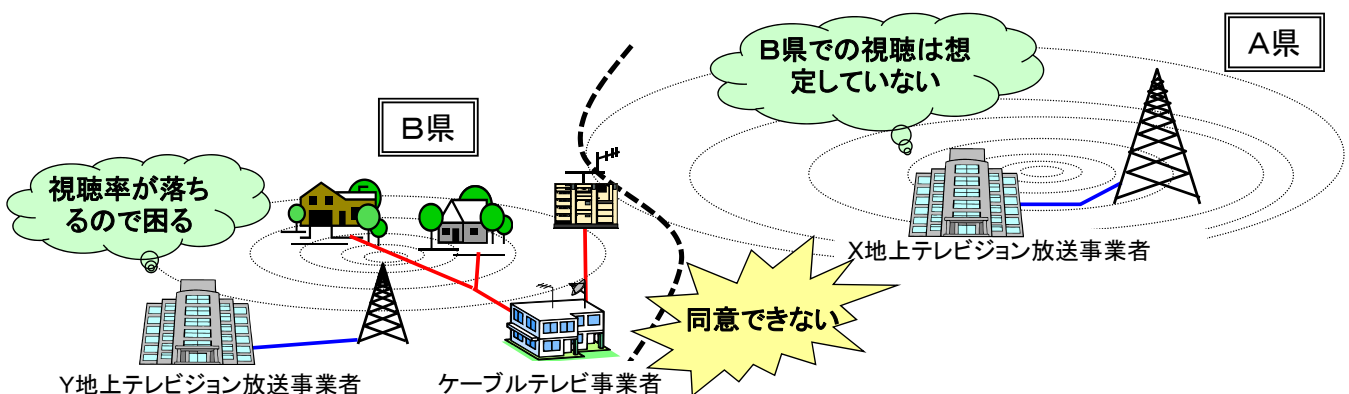 A県
B県での視聴は想
定していない
B県
視聴率が落ち
るので困る
X地上テレビジョン放送事業者
同意できない
Y地上テレビジョン放送事業者
ケーブルテレビ事業者